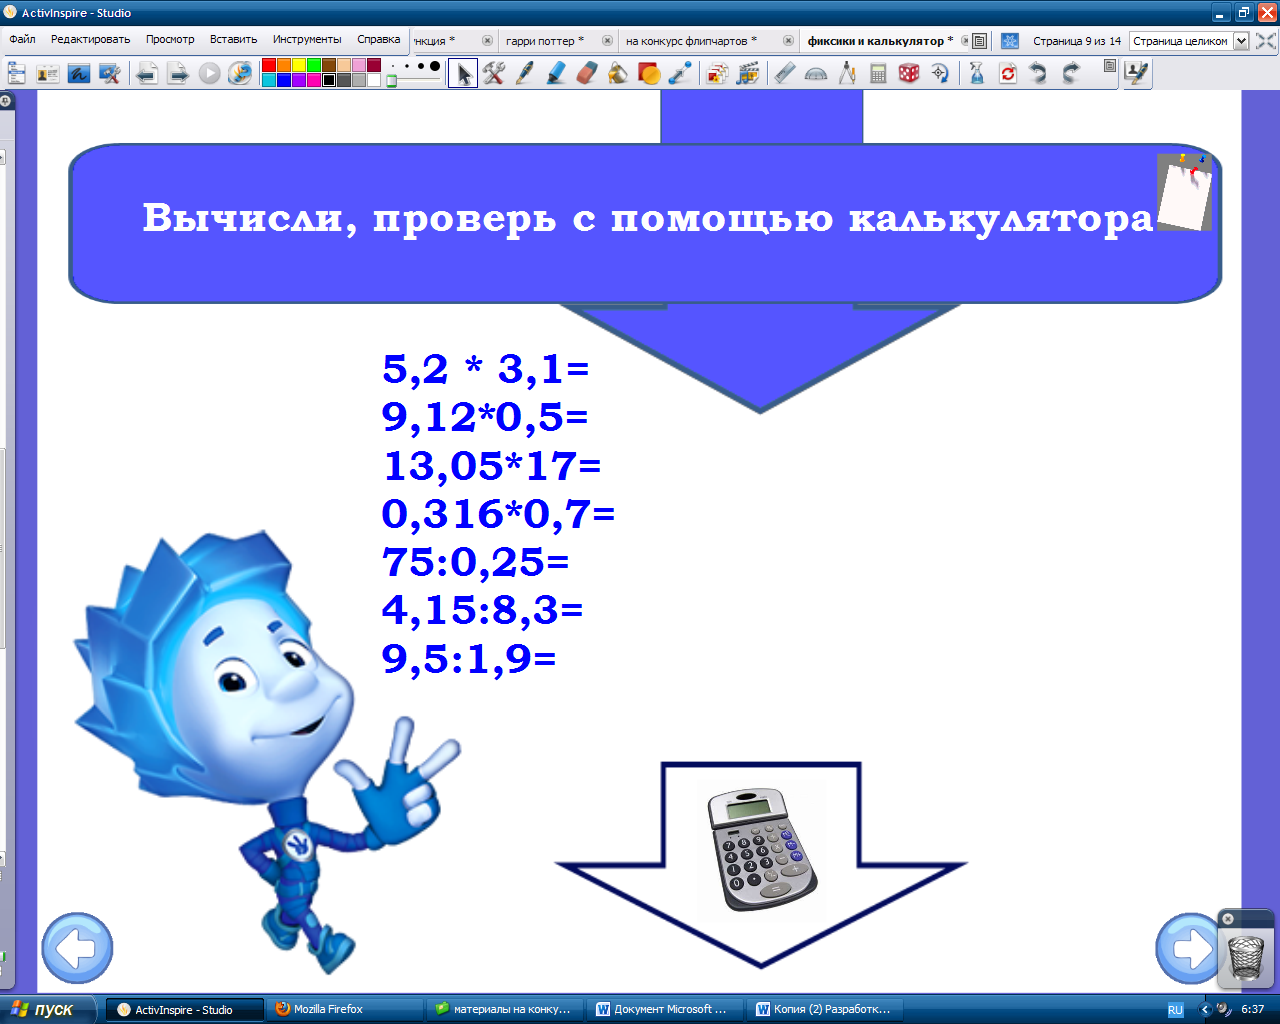 ActivInspire - Studio
Файл Редактировать Просмотр Вставить Инструменты Справка
нкция * гарри поттер * на конкурс флипчартов * фиксики и калькулятор * Страница 9 из 14 Страница целиком
Вычисли, проверь с помощью калькулятора
5,2 * 3,1=
9,12*0,5=
13,05*17=
0,316*0,7=
75:0,25=
4,15:8,3=
9,5:1,9=
пуск ActivInspire - Studio Mozilla Firefox материалы на конку... Документ Microsoft ... Копия (2) Разработк... RU 6:37